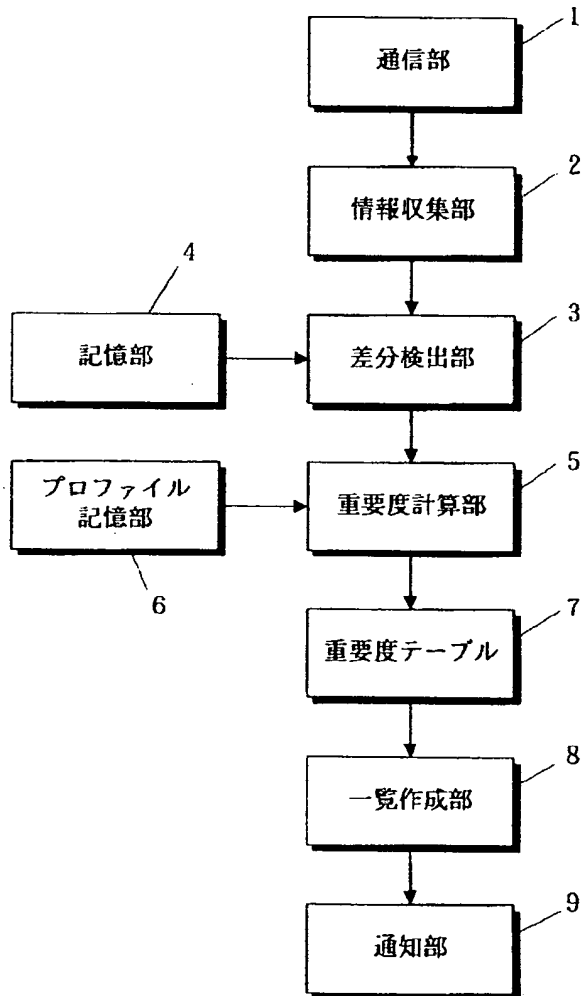 1
通信部
2
情報収集部
4
3
記憶部
差分検出部
プロファイル
記憶部
5
重要度計算部
6
7
重要度テーブル
8
一覧作成部
9
通知部